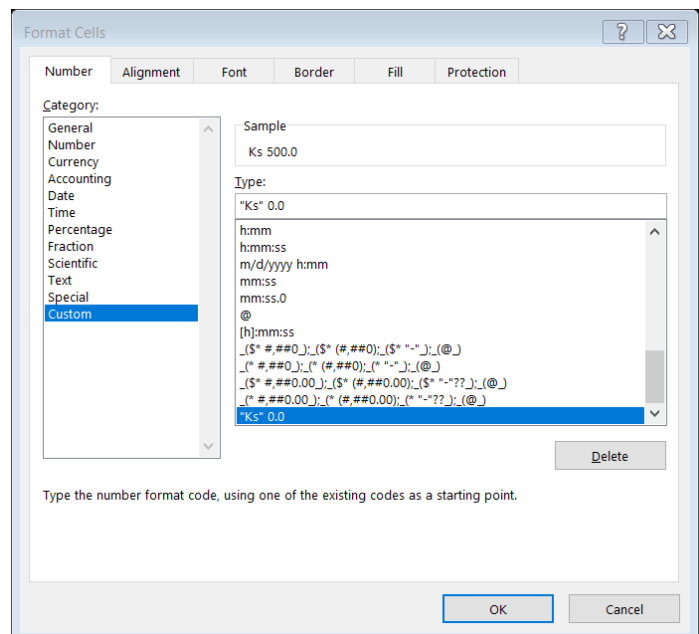 Format Cells
Number Alignment Font Border Fill Protection
Category:
General
Number
Currency
Accounting
Date
Time
Percentage
Fraction
Scientific
Text
Special
Custom
Sample
Ks 500.0
Type:
"Ks" 0.0
h:mm
h:mm:ss
m/d/yyyy h:mm
mm:ss
mm:ss.0
@
[h]:mm:ss
_($* #,##0_);_($* (#,##0);_($* "-"_);_(@_)
_(* #,##0_);_(* (#,##0);_(* "-"_);_(@_)
_($* #,##0.00_);_($* (#,##0.00);_($* "-"??_);_(@_)
_(* #,##0.00_);_(* (#,##0.00);_(* "-"??_);_(@_)
"Ks" 0.0
Delete
Type the number format code, using one of the existing codes as a starting point.
OK Cancel